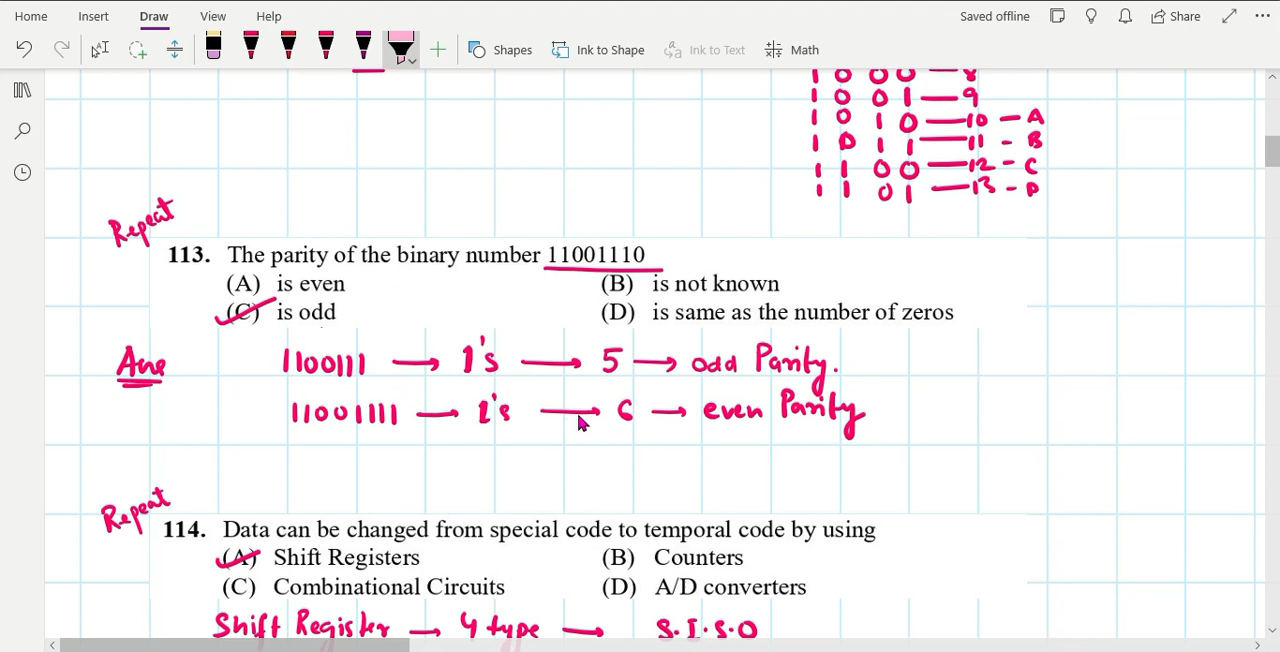 Home Insert Draw View Help Saved offline Share
Shapes Ink to Shape Ink to Text Math
1 0 0 0 — 8
1 0 0 1 — 9
1 0 1 0 — 10 — A
1 0 1 1 — 11 - B
1 1 0 0 — 12 - C
1 1 0 1 — 13 - D
Repeat
113. The parity of the binary number 11001110
(A) is even (B) is not known
(C) is odd (D) is same as the number of zeros
Ans 1100111 → 1's → 5 → odd Parity.
11001111 → 1's → 6 → even Parity
Repeat
114. Data can be changed from special code to temporal code by using
(A) Shift Registers (B) Counters
(C) Combinational Circuits (D) A/D converters
Shift Register → 4 type → S.I.S.O